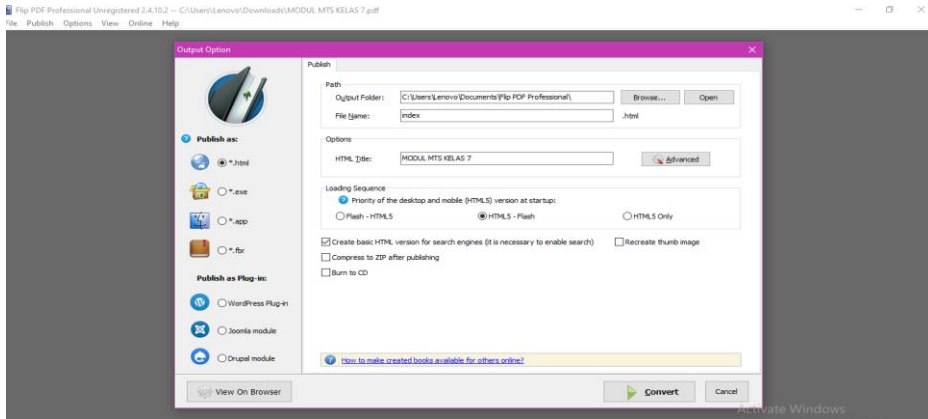 Flip PDF Professional Unregistered 2.4.10.2 -- C:\Users\Lenovo\Downloads\MODUL MTS KELAS 7.pdf
File Publish Options View Online Help
Output Option
Publish
Path
Output Folder: C:\Users\Lenovo\Documents\Flip PDF Professional\ Browse... Open
File Name: index .html
Publish as:
*.html
*.exe
*.app
*.fbr
Publish as Plug-in:
WordPress Plug-in
Joomla module
Drupal module
Options
HTML Title: MODUL MTS KELAS 7 Advanced
Loading Sequence
Priority of the desktop and mobile (HTML5) version at startup:
Flash - HTML5 HTML5 - Flash HTML5 Only
Create basic HTML version for search engines (it is necessary to enable search) Recreate thumb image
Compress to ZIP after publishing
Burn to CD
How to make created books available for others online?
View On Browser Convert Cancel
Activate Windows